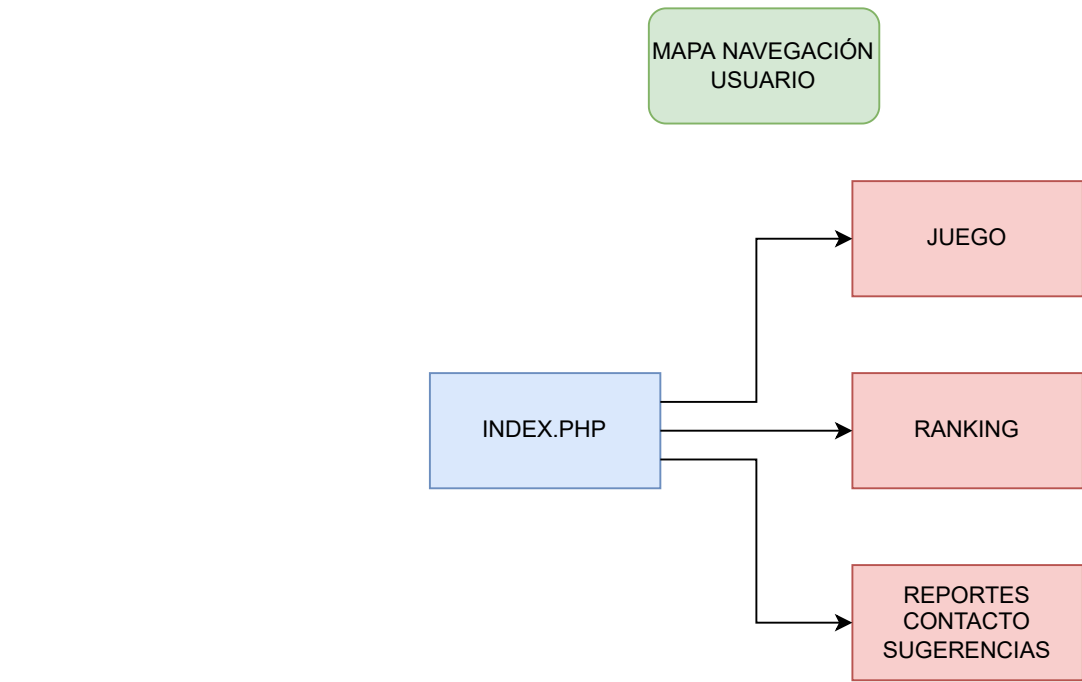 MAPA NAVEGACIÓN
USUARIO
JUEGO
INDEX.PHP
RANKING
REPORTES
CONTACTO
SUGERENCIAS